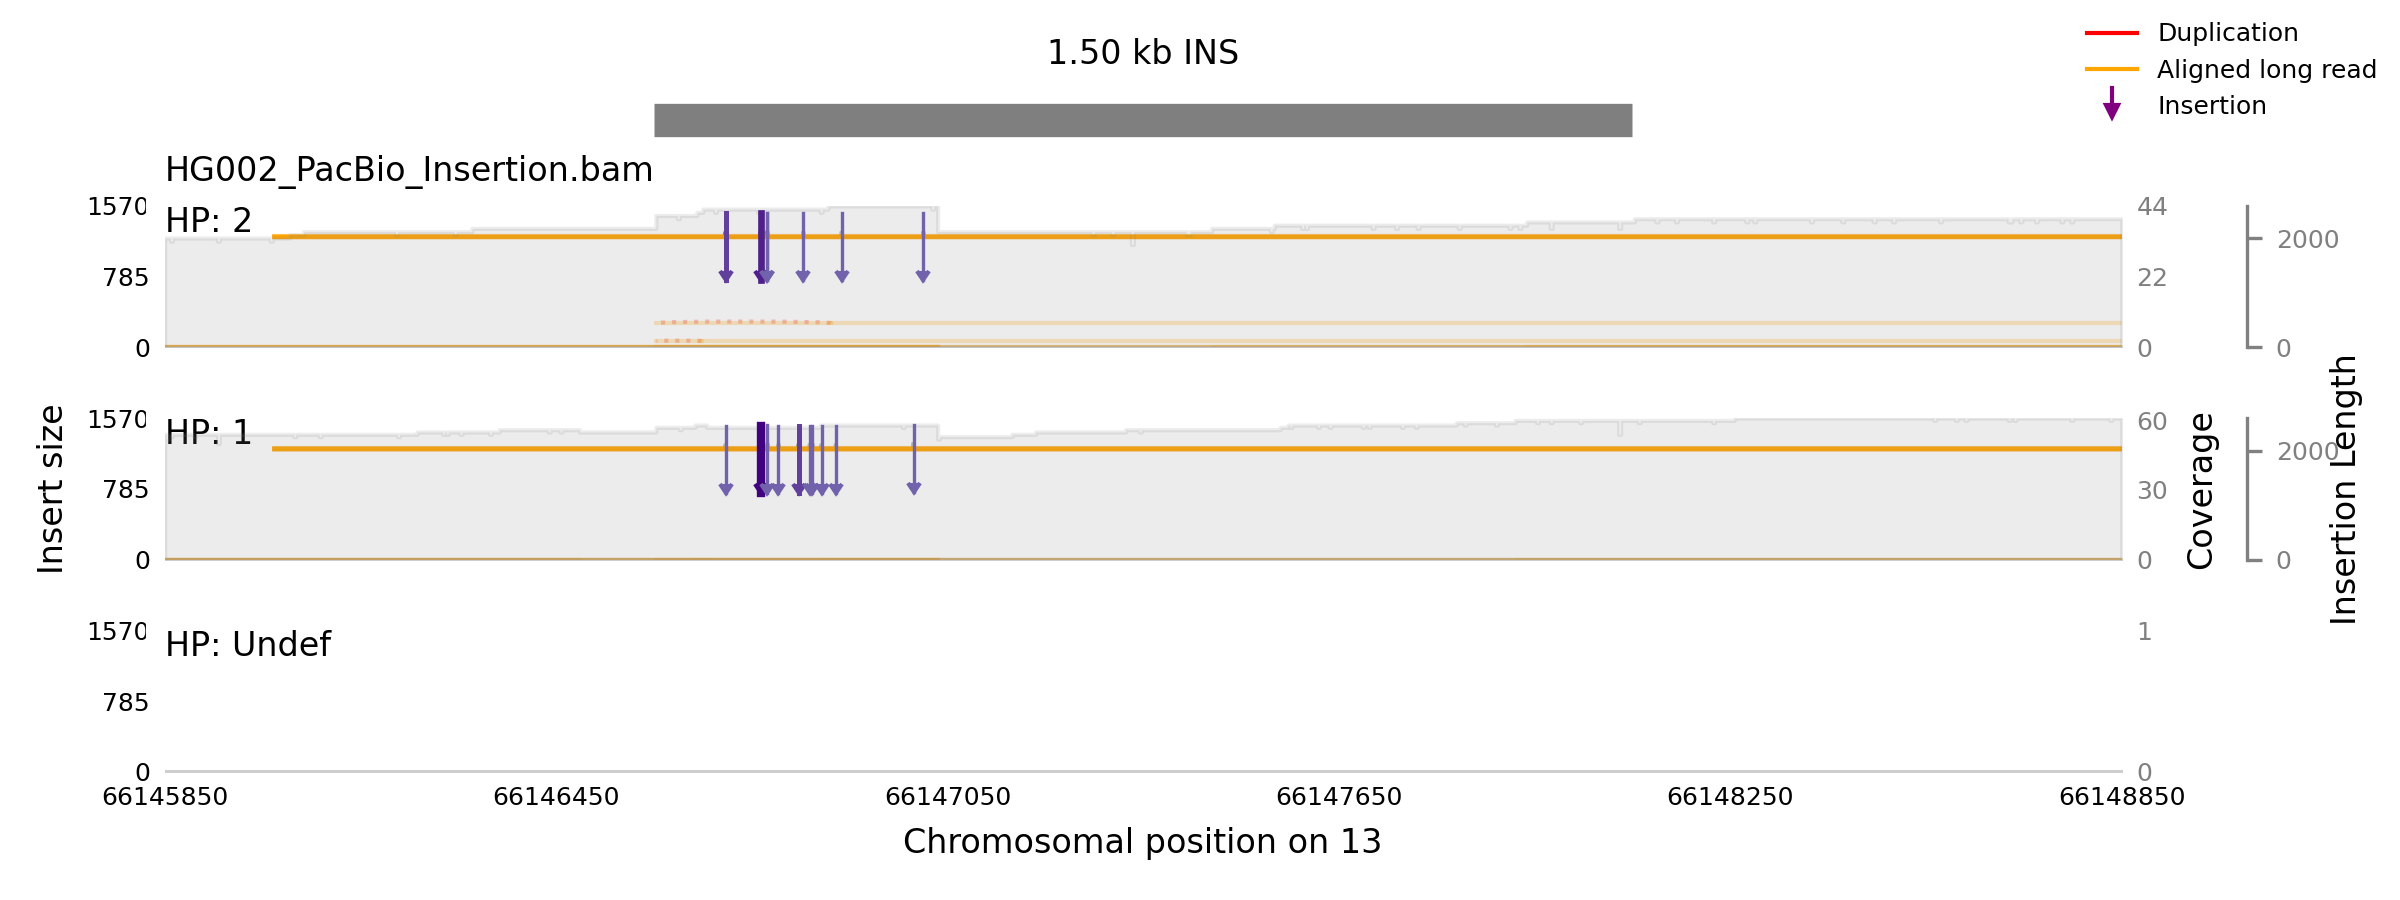 1.50 kb INS
Duplication
Aligned long read
Insertion
HG002_PacBio_Insertion.bam
HP: 2
1570
785
0
44
22
0
2000
0
HP: 1
1570
785
0
60
30
0
2000
0
Insert size
Coverage
Insertion Length
HP: Undef
1570
785
0
1
0
66145850 66146450 66147050 66147650 66148250 66148850
Chromosomal position on 13